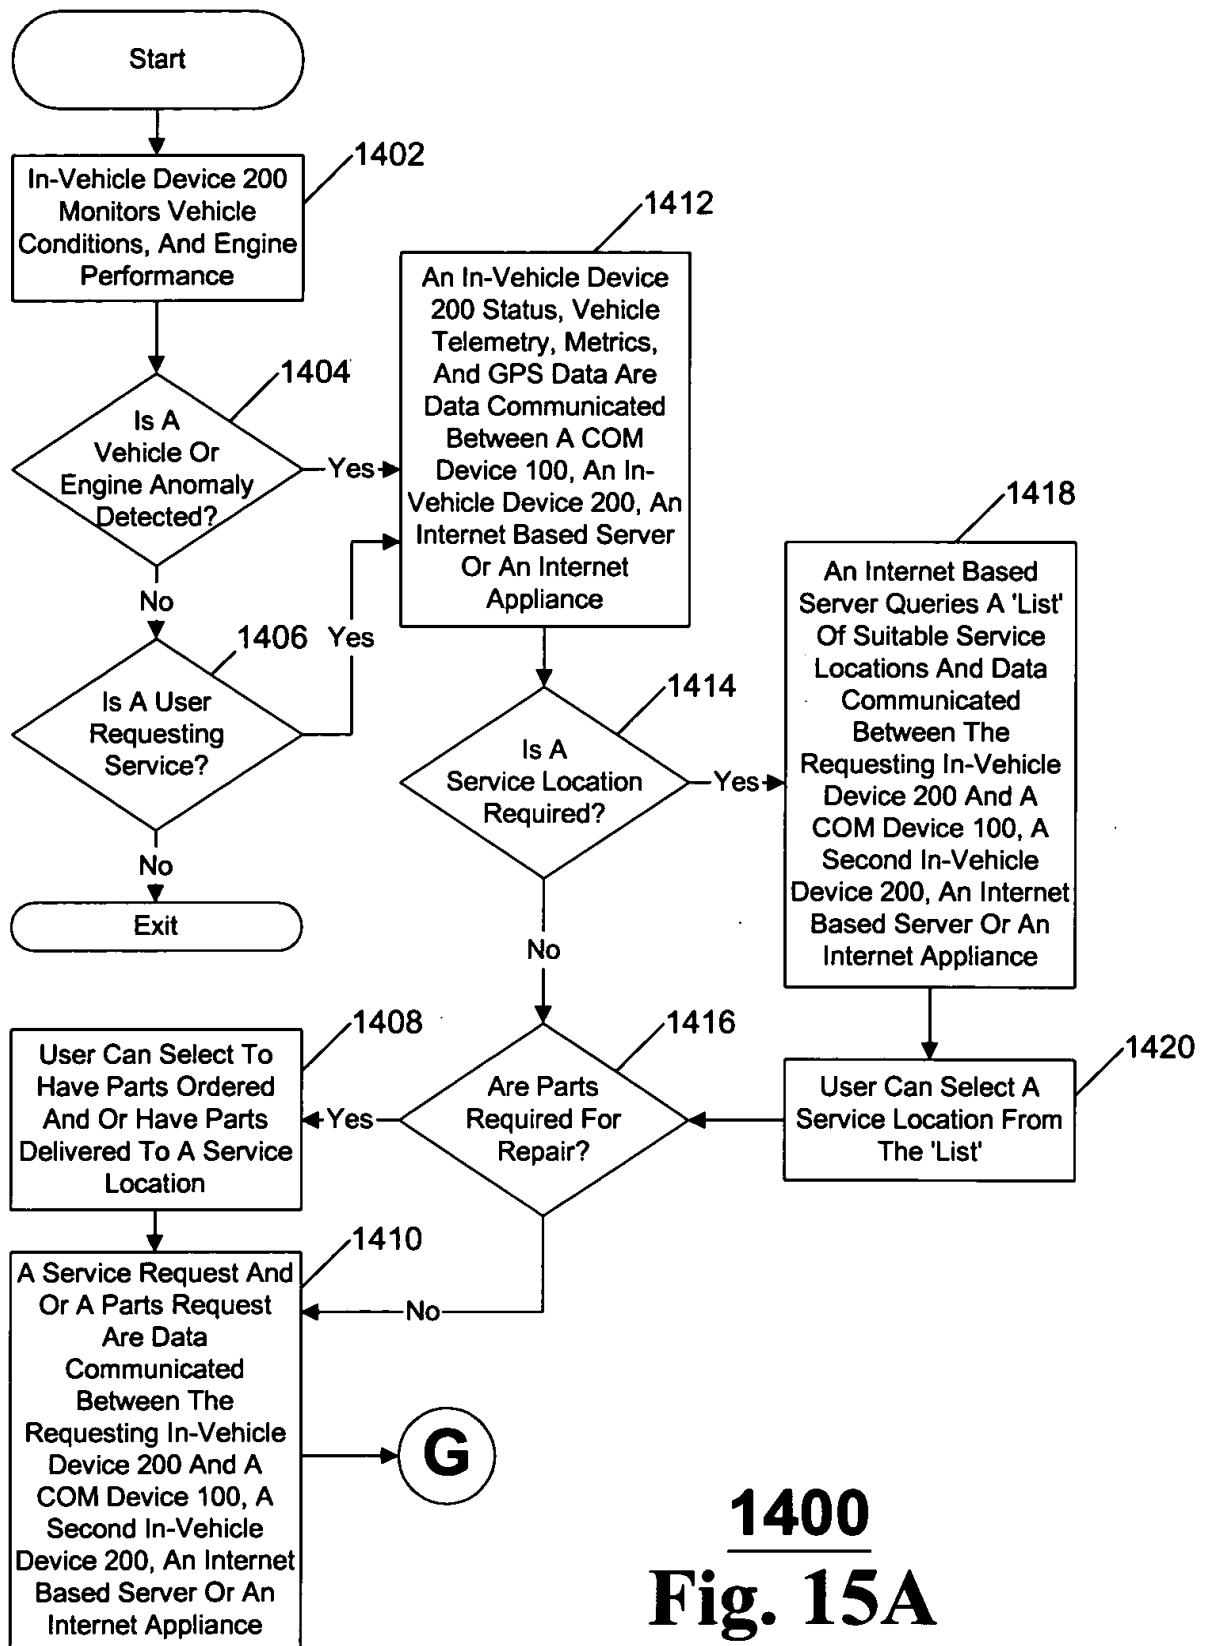 Start
1402
In-Vehicle Device 200
Monitors Vehicle
Conditions, And Engine
Performance
1404
Is A
Vehicle Or
Engine Anomaly
Detected?
Yes
No
1406
Is A User
Requesting
Service?
Yes
No
Exit
1412
An In-Vehicle Device
200 Status, Vehicle
Telemetry, Metrics,
And GPS Data Are
Data Communicated
Between A COM
Device 100, An In-
Vehicle Device 200, An
Internet Based Server
Or An Internet
Appliance
1414
Is A
Service Location
Required?
Yes
No
1418
An Internet Based
Server Queries A 'List'
Of Suitable Service
Locations And Data
Communicated
Between The
Requesting In-Vehicle
Device 200 And A
COM Device 100, A
Second In-Vehicle
Device 200, An Internet
Based Server Or An
Internet Appliance
1420
User Can Select A
Service Location From
The 'List'
1416
Are Parts
Required For
Repair?
Yes
No
1408
User Can Select To
Have Parts Ordered
And Or Have Parts
Delivered To A Service
Location
1410
A Service Request And
Or A Parts Request
Are Data
Communicated
Between The
Requesting In-Vehicle
Device 200 And A
COM Device 100, A
Second In-Vehicle
Device 200, An Internet
Based Server Or An
Internet Appliance
G
1400
Fig. 15A